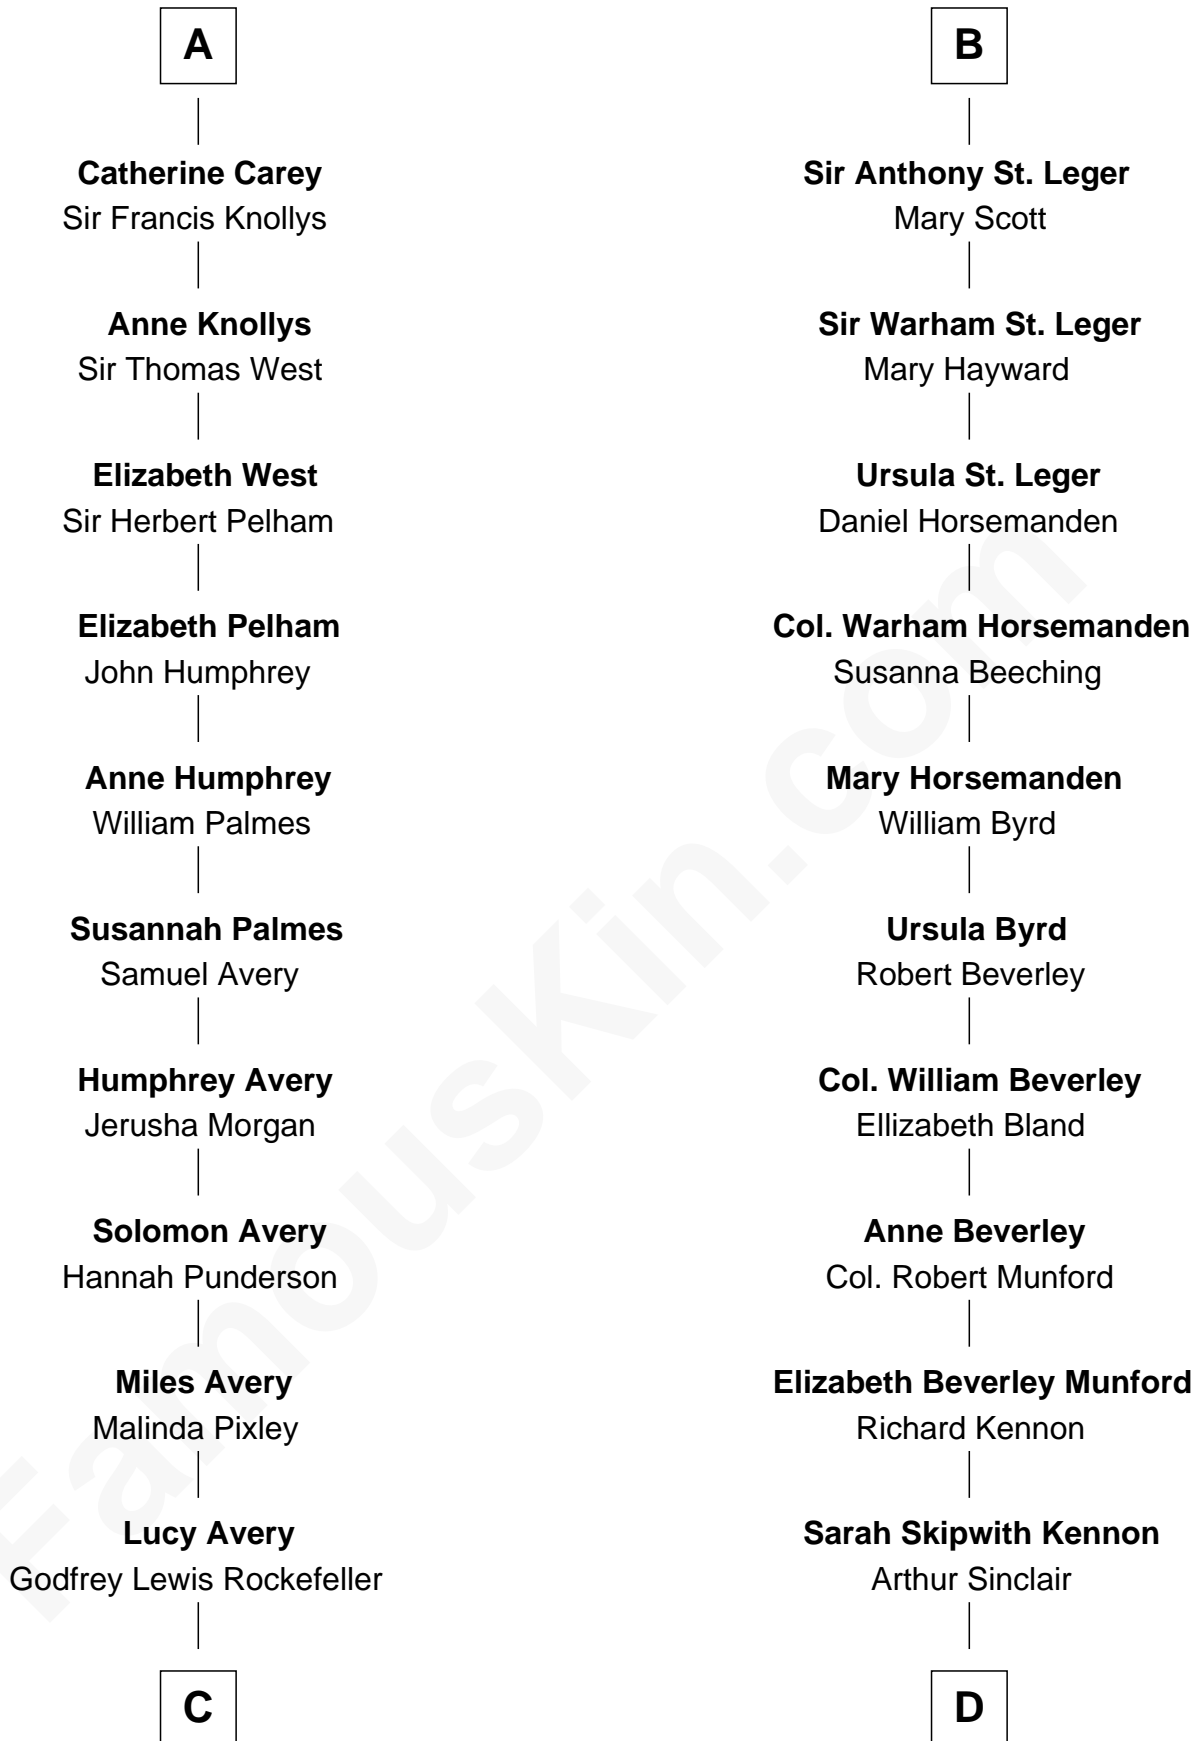 A
Catherine Carey
Sir Francis Knollys
Anne Knollys
Sir Thomas West
Elizabeth West
Sir Herbert Pelham
Elizabeth Pelham
John Humphrey
Anne Humphrey
William Palmes
Susannah Palmes
Samuel Avery
Humphrey Avery
Jerusha Morgan
Solomon Avery
Hannah Punderson
Miles Avery
Malinda Pixley
Lucy Avery
Godfrey Lewis Rockefeller
C
B
Sir Anthony St. Leger
Mary Scott
Sir Warham St. Leger
Mary Hayward
Ursula St. Leger
Daniel Horsemanden
Col. Warham Horsemanden
Susanna Beeching
Mary Horsemanden
William Byrd
Ursula Byrd
Robert Beverley
Col. William Beverley
Ellizabeth Bland
Anne Beverley
Col. Robert Munford
Elizabeth Beverley Munford
Richard Kennon
Sarah Skipwith Kennon
Arthur Sinclair
D
FamousKin.com